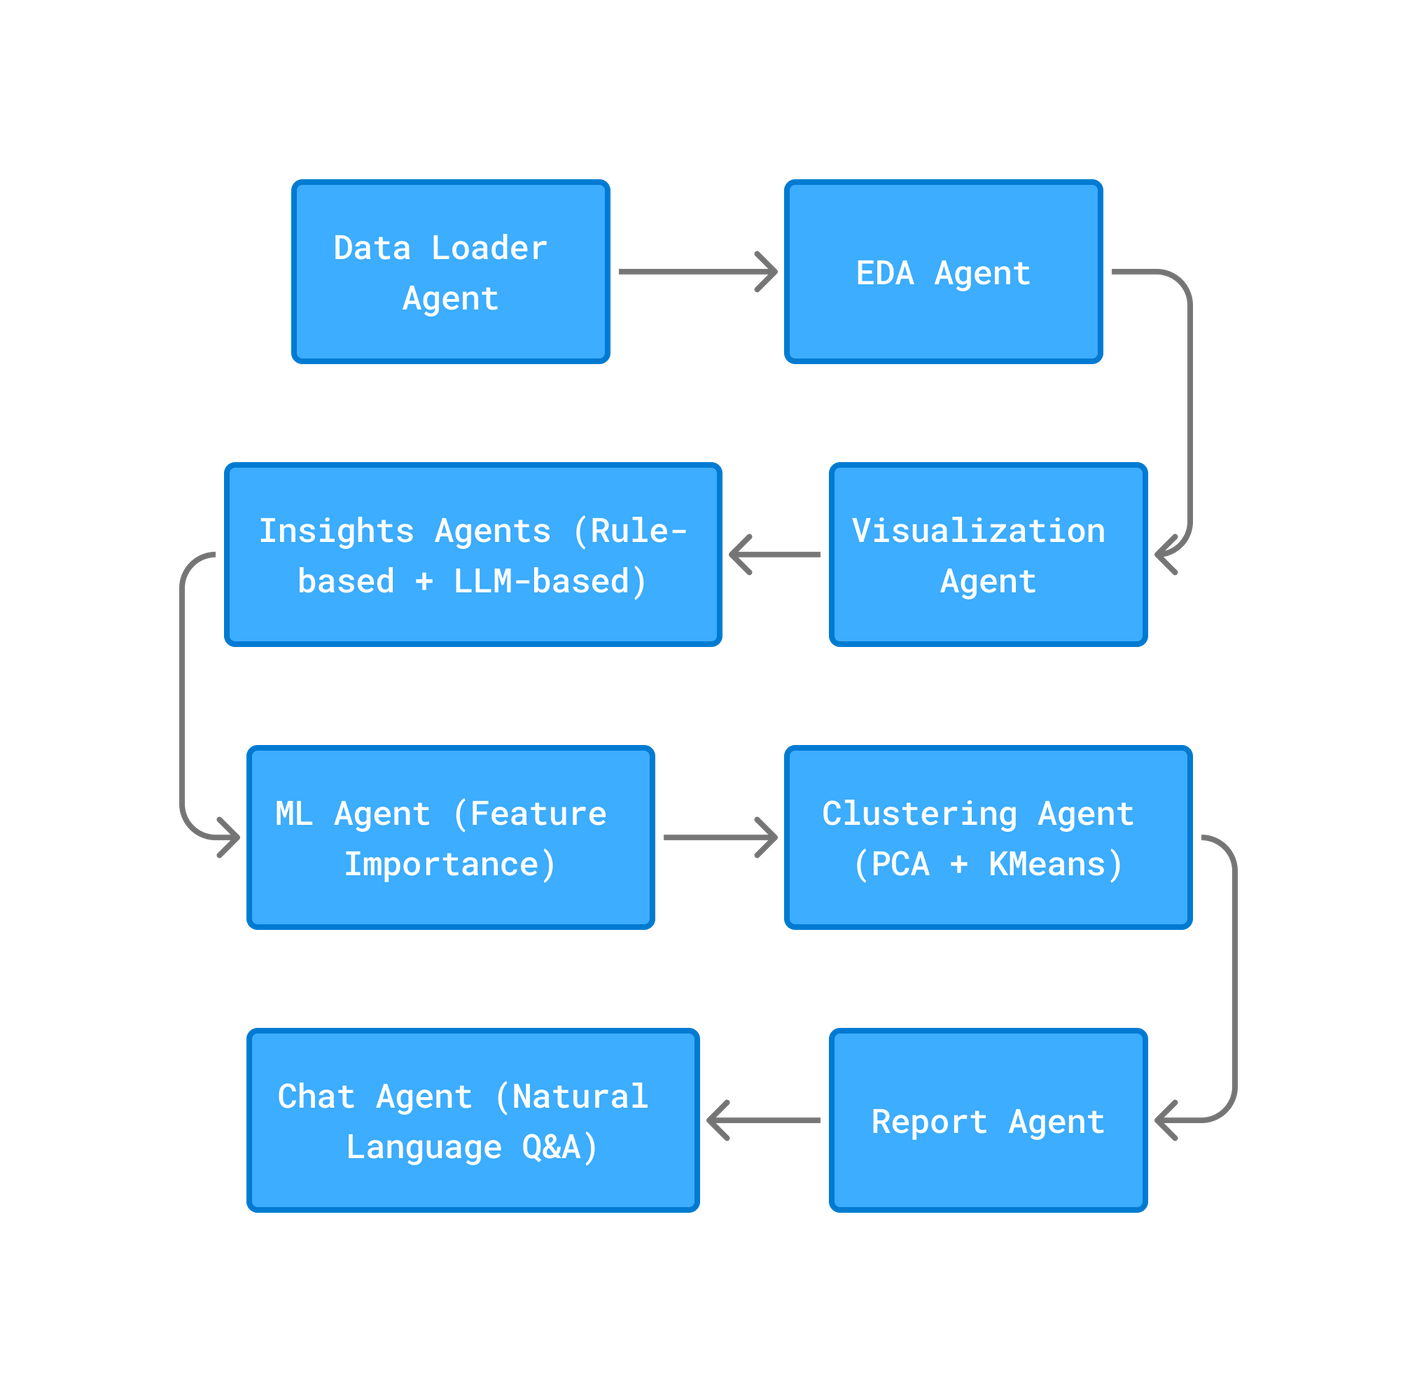 Data Loader
Agent
EDA Agent
Visualization
Agent
Insights Agents (Rule-
based + LLM-based)
ML Agent (Feature
Importance)
Clustering Agent
(PCA + KMeans)
Report Agent
Chat Agent (Natural
Language Q&A)